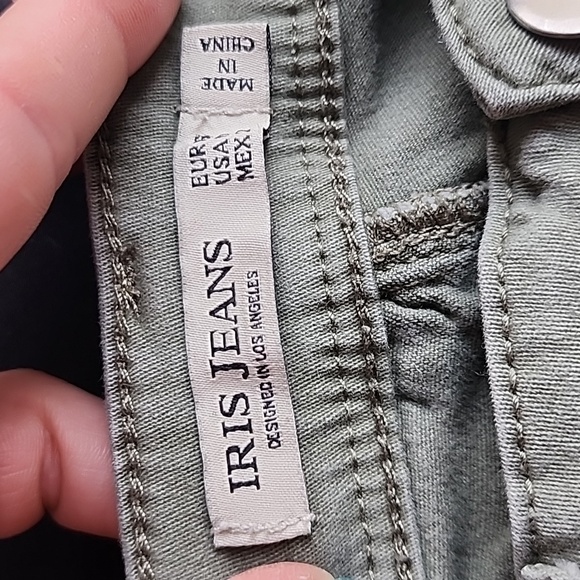 IRIS JEANS
DESIGNED IN LOS ANGELES
EUR
USA
MEX
MADE
IN
CHINA